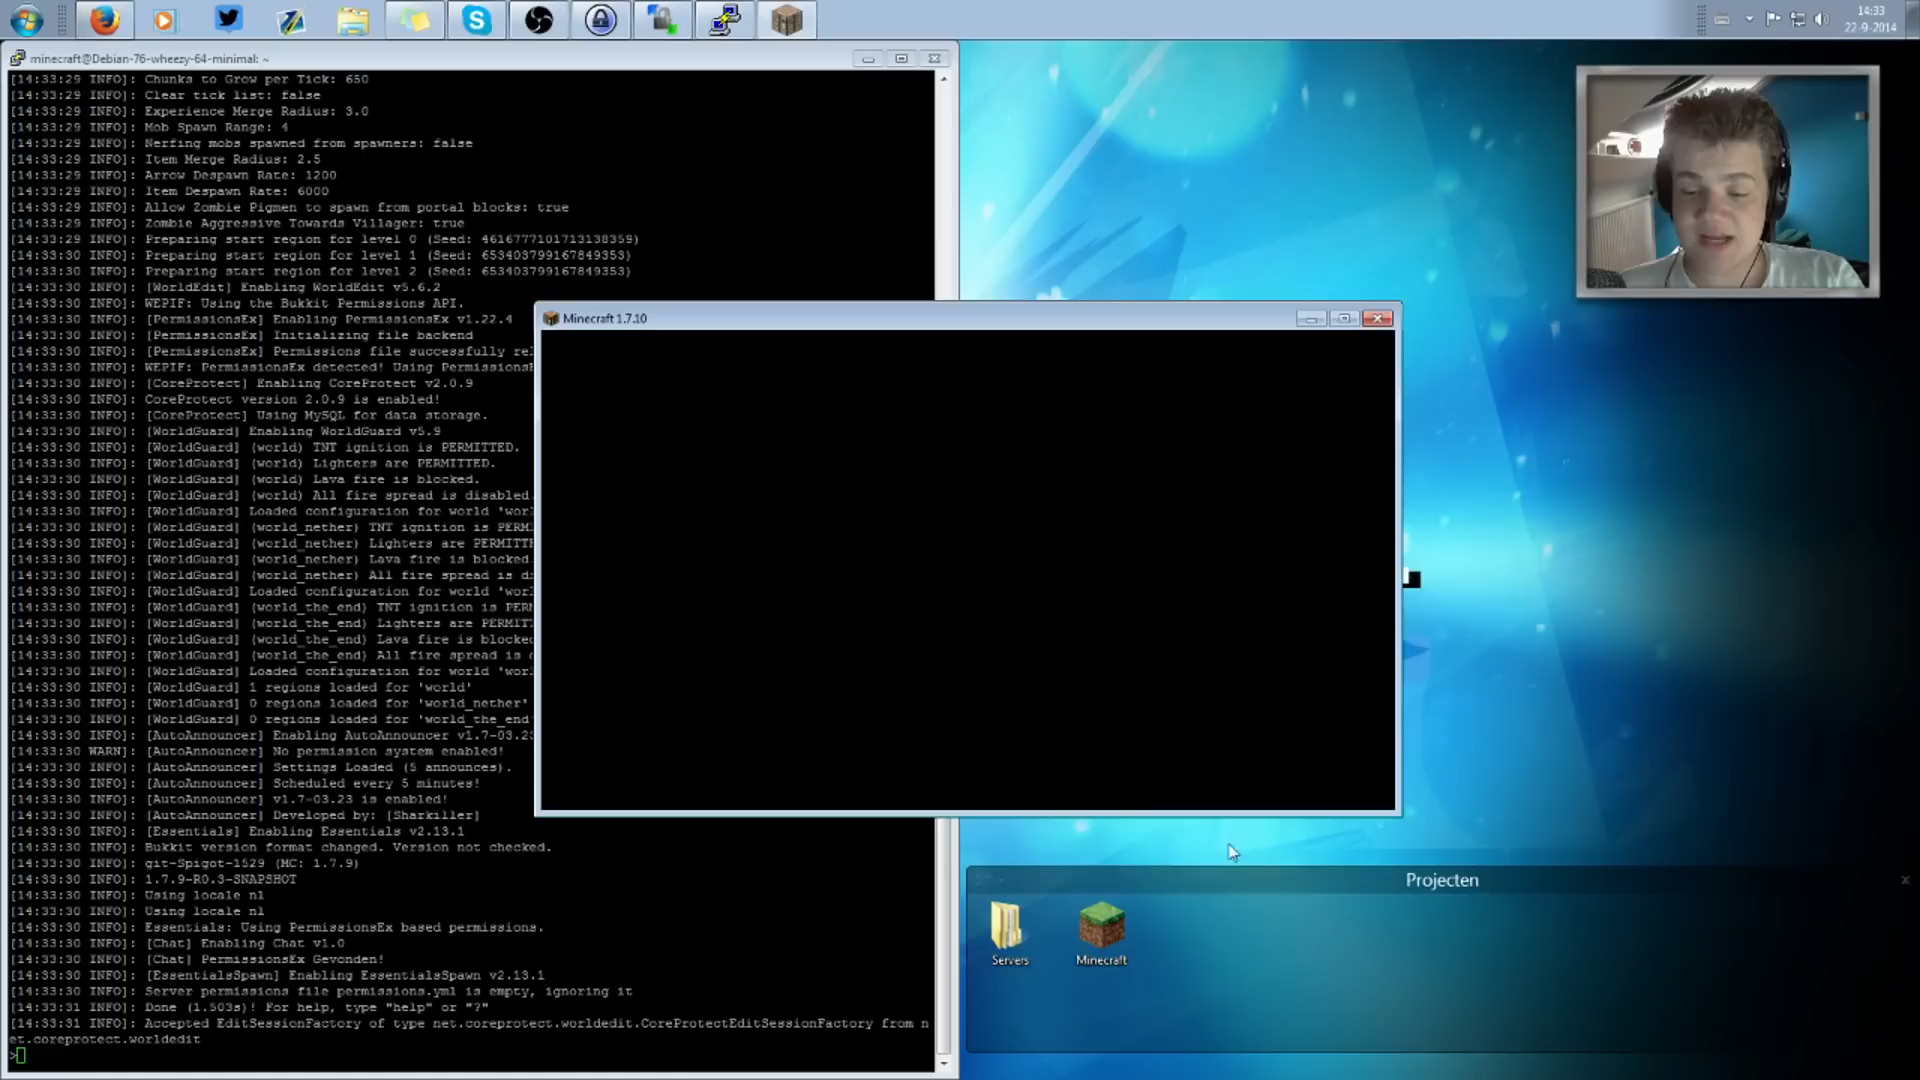 14:33
22-9-2014
minecraft@Debian-76-wheezy-64-minimal: ~
[14:33:29 INFO]: Chunks to Grow per Tick: 650
[14:33:29 INFO]: Clear tick list: false
[14:33:29 INFO]: Experience Merge Radius: 3.0
[14:33:29 INFO]: Mob Spawn Range: 4
[14:33:29 INFO]: Nerfing mobs spawned from spawners: false
[14:33:29 INFO]: Item Merge Radius: 2.5
[14:33:29 INFO]: Arrow Despawn Rate: 1200
[14:33:29 INFO]: Item Despawn Rate: 6000
[14:33:29 INFO]: Allow Zombie Pigmen to spawn from portal blocks: true
[14:33:29 INFO]: Zombie Aggressive Towards Villager: true
[14:33:29 INFO]: Preparing start region for level 0 (Seed: 4616777101713138359)
[14:33:30 INFO]: Preparing start region for level 1 (Seed: 653403799167849353)
[14:33:30 INFO]: Preparing start region for level 2 (Seed: 653403799167849353)
[14:33:30 INFO]: [WorldEdit] Enabling WorldEdit v5.6.2
[14:33:30 INFO]: WEPIF: Using the Bukkit Permissions API.
[14:33:30 INFO]: [PermissionsEx] Enabling PermissionsEx v1.22.4
[14:33:30 INFO]: [PermissionsEx] Initializing file backend
[14:33:30 INFO]: [PermissionsEx] Permissions file successfully rel
[14:33:30 INFO]: WEPIF: PermissionsEx detected! Using PermissionsE
[14:33:30 INFO]: [CoreProtect] Enabling CoreProtect v2.0.9
[14:33:30 INFO]: CoreProtect version 2.0.9 is enabled!
[14:33:30 INFO]: [CoreProtect] Using MySQL for data storage.
[14:33:30 INFO]: [WorldGuard] Enabling WorldGuard v5.9
[14:33:30 INFO]: [WorldGuard] (world) TNT ignition is PERMITTED.
[14:33:30 INFO]: [WorldGuard] (world) Lighters are PERMITTED.
[14:33:30 INFO]: [WorldGuard] (world) Lava fire is blocked.
[14:33:30 INFO]: [WorldGuard] (world) All fire spread is disabled.
[14:33:30 INFO]: [WorldGuard] Loaded configuration for world 'worl
[14:33:30 INFO]: [WorldGuard] (world_nether) TNT ignition is PERM
[14:33:30 INFO]: [WorldGuard] (world_nether) Lighters are PERMITT
[14:33:30 INFO]: [WorldGuard] (world_nether) Lava fire is blocked.
[14:33:30 INFO]: [WorldGuard] (world_nether) All fire spread is di
[14:33:30 INFO]: [WorldGuard] Loaded configuration for world 'worl
[14:33:30 INFO]: [WorldGuard] (world_the_end) TNT ignition is PER
[14:33:30 INFO]: [WorldGuard] (world_the_end) Lighters are PERMIT
[14:33:30 INFO]: [WorldGuard] (world_the_end) Lava fire is blocke
[14:33:30 INFO]: [WorldGuard] (world_the_end) All fire spread is
[14:33:30 INFO]: [WorldGuard] Loaded configuration for world 'worl
[14:33:30 INFO]: [WorldGuard] 1 regions loaded for 'world'
[14:33:30 INFO]: [WorldGuard] 0 regions loaded for 'world_nether'
[14:33:30 INFO]: [WorldGuard] 0 regions loaded for 'world_the_end'
[14:33:30 INFO]: [AutoAnnouncer] Enabling AutoAnnouncer v1.7-03.23
[14:33:30 WARN]: [AutoAnnouncer] No permission system enabled!
[14:33:30 INFO]: [AutoAnnouncer] Settings Loaded (5 announces).
[14:33:30 INFO]: [AutoAnnouncer] Scheduled every 5 minutes!
[14:33:30 INFO]: [AutoAnnouncer] v1.7-03.23 is enabled!
[14:33:30 INFO]: [AutoAnnouncer] Developed by: [Sharkiller]
[14:33:30 INFO]: [Essentials] Enabling Essentials v2.13.1
[14:33:30 INFO]: Bukkit version format changed. Version not checked.
[14:33:30 INFO]: git-Spigot-1529 (MC: 1.7.9)
[14:33:30 INFO]: 1.7.9-R0.3-SNAPSHOT
[14:33:30 INFO]: Using locale nl
[14:33:30 INFO]: Using locale nl
[14:33:30 INFO]: Essentials: Using PermissionsEx based permissions.
[14:33:30 INFO]: [Chat] Enabling Chat v1.0
[14:33:30 INFO]: [Chat] PermissionsEx Gevonden!
[14:33:30 INFO]: [EssentialsSpawn] Enabling EssentialsSpawn v2.13.1
[14:33:30 INFO]: Server permissions file permissions.yml is empty, ignoring it
[14:33:31 INFO]: Done (1.503s)! For help, type "help" or "?"
[14:33:31 INFO]: Accepted EditSessionFactory of type net.coreprotect.worldedit.CoreProtectEditSessionFactory from n
et.coreprotect.worldedit
>
Minecraft 1.7.10
Projecten
Servers
Minecraft